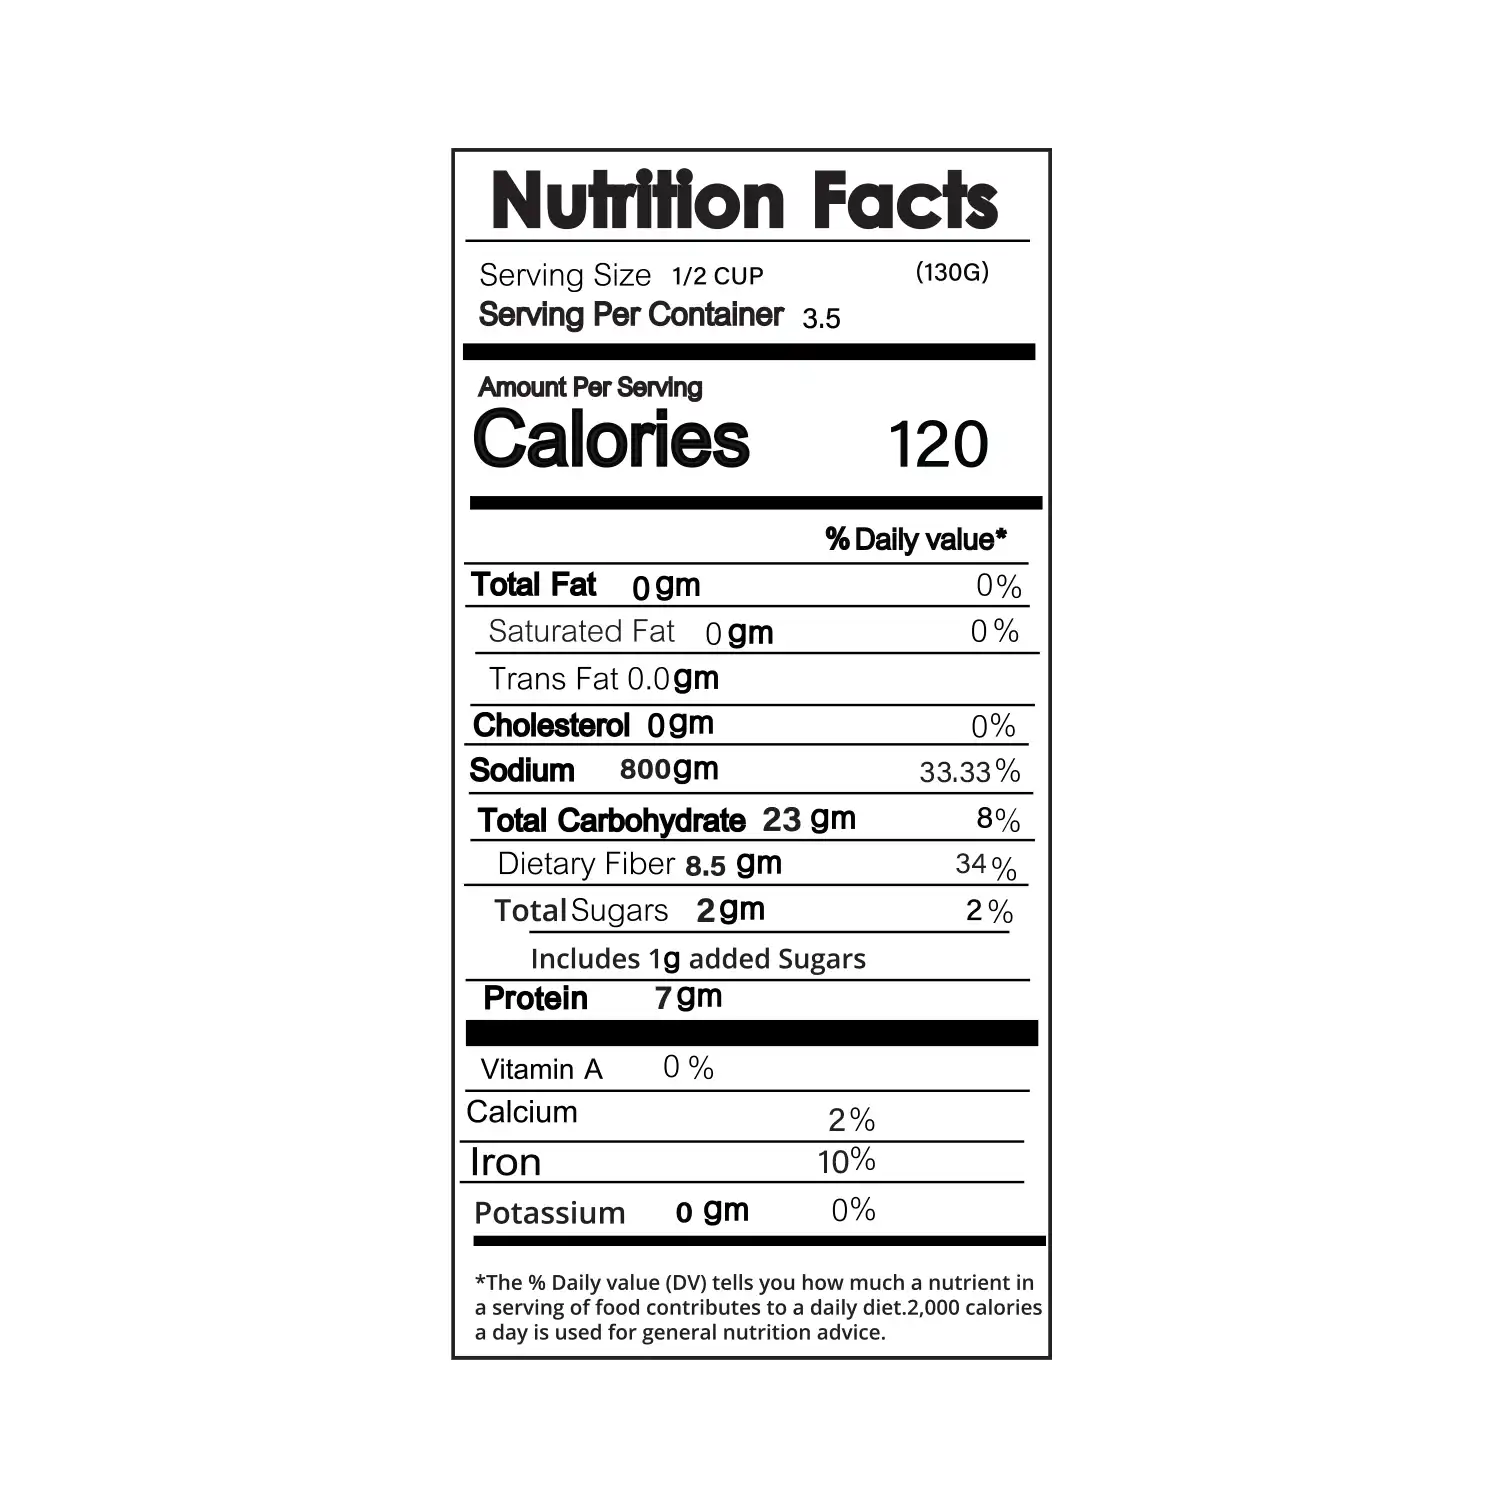 Nutrition Facts
Serving Size 1/2 CUP (130G)
Serving Per Container 3.5
Amount Per Serving
Calories 120
% Daily value*
Total Fat 0 gm 0%
Saturated Fat 0 gm 0%
Trans Fat 0.0 gm
Cholesterol 0 gm 0%
Sodium 800 gm 33.33%
Total Carbohydrate 23 gm 8%
Dietary Fiber 8.5 gm 34%
Total Sugars 2 gm 2%
Includes 1g added Sugars
Protein 7 gm
Vitamin A 0 %
Calcium 2%
Iron 10%
Potassium 0 gm 0%
*The % Daily value (DV) tells you how much a nutrient in
a serving of food contributes to a daily diet.2,000 calories
a day is used for general nutrition advice.